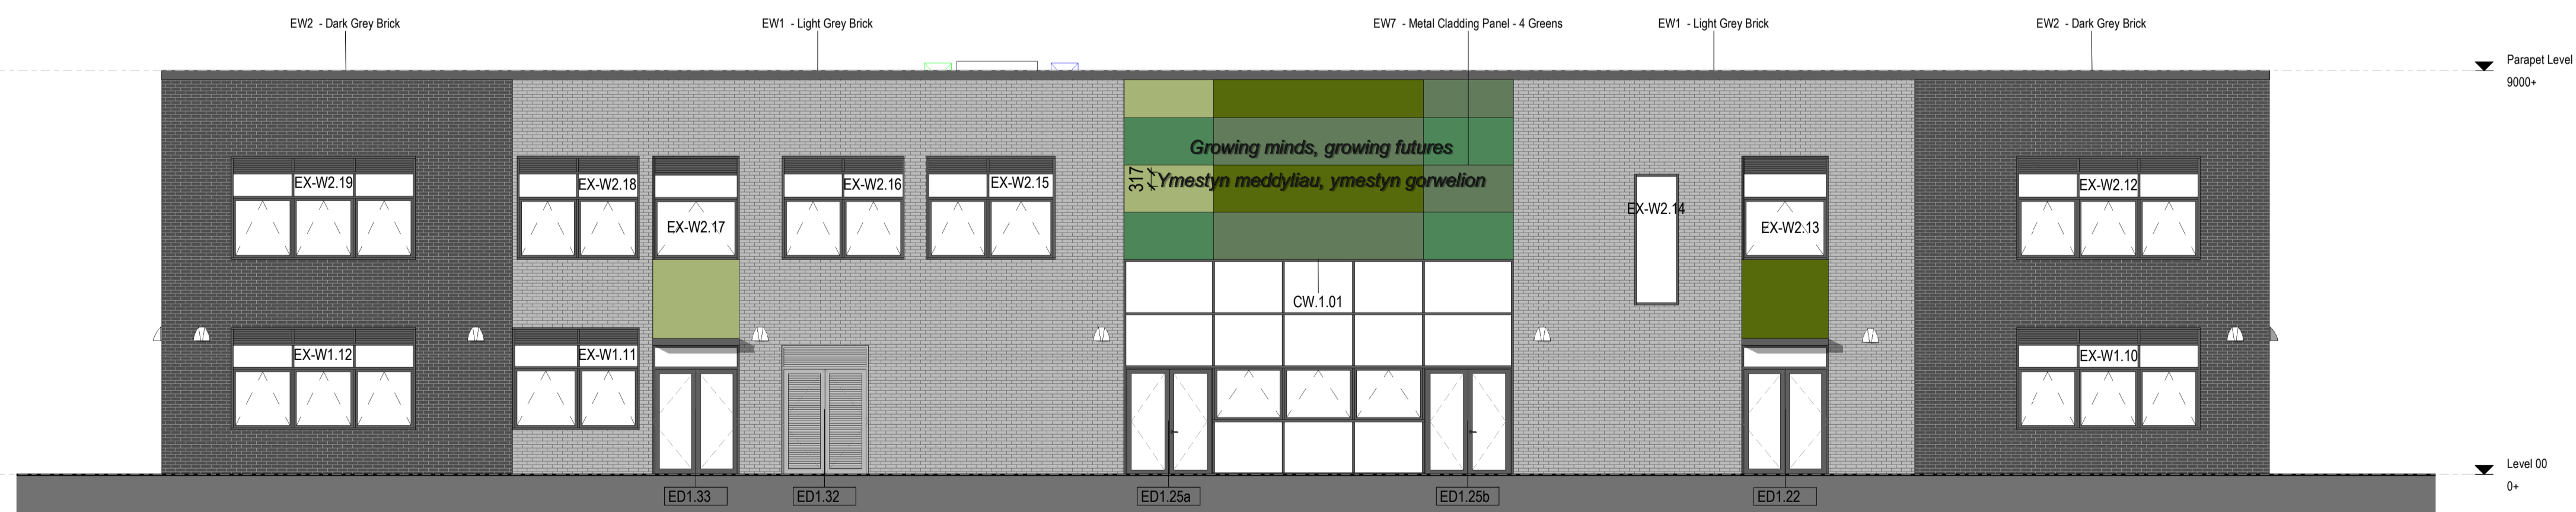 EW2 - Dark Grey Brick
EW1 - Light Grey Brick
EW7 - Metal Cladding Panel - 4 Greens
EW1 - Light Grey Brick
EW2 - Dark Grey Brick
Parapet Level
9000+
Growing minds, growing futures
317
Ymestyn meddyliau, ymestyn gorwelion
EX-W2.19
EX-W2.18
EX-W2.17
EX-W2.16
EX-W2.15
EX-W2.14
EX-W2.13
EX-W2.12
CW.1.01
EX-W1.12
EX-W1.11
EX-W1.10
Level 00
0+
ED1.33
ED1.32
ED1.25a
ED1.25b
ED1.22